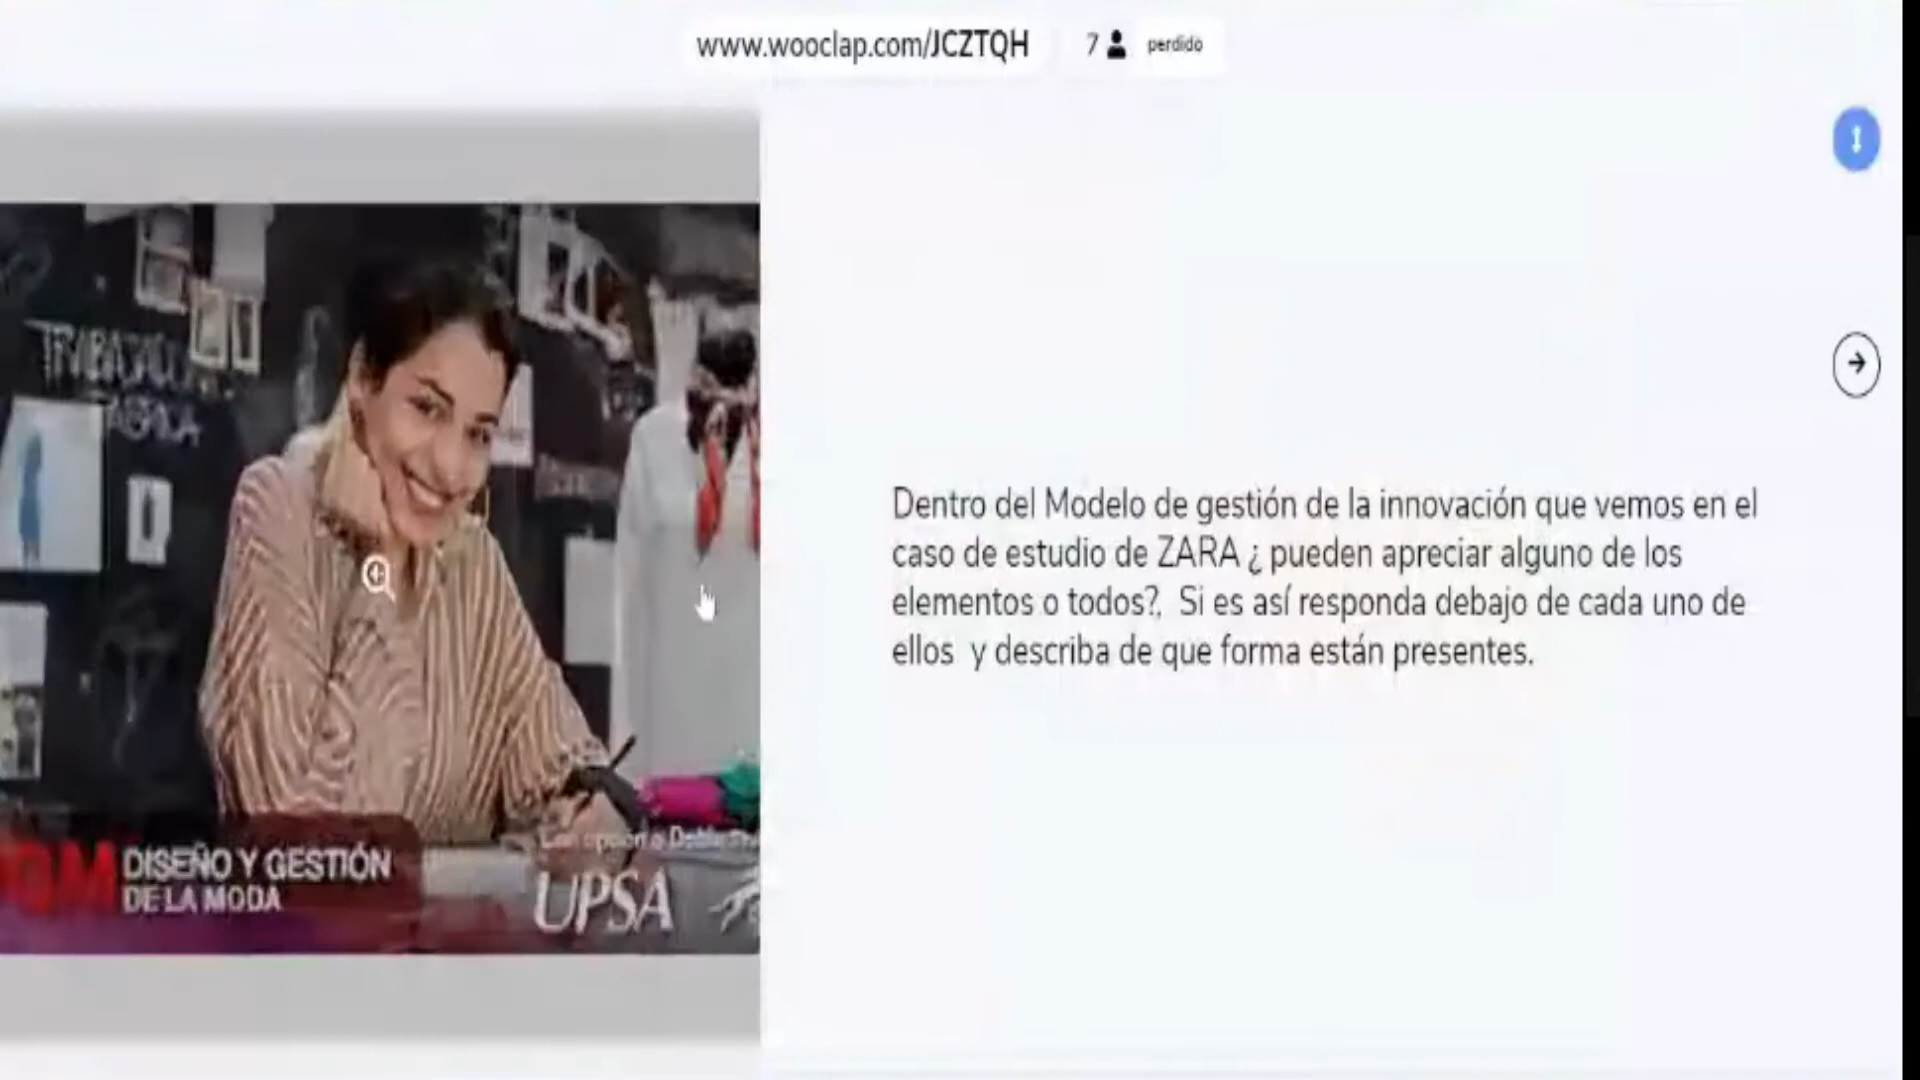 www.wooclap.com/JCZTQH
7
perdido
DISEÑO Y GESTIÓN
DE LA MODA
UPSA
Dentro del Modelo de gestión de la innovación que vemos en el
caso de estudio de ZARA ¿ pueden apreciar alguno de los
elementos o todos?, Si es así responda debajo de cada uno de
ellos y describa de que forma están presentes.